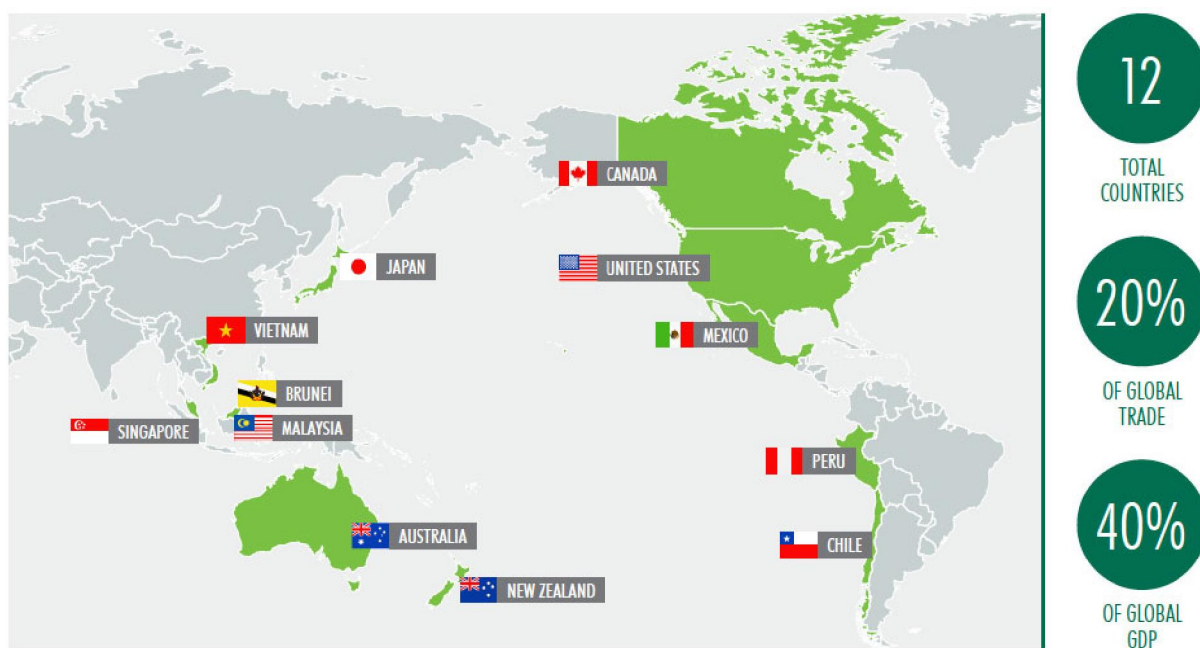 CANADA
JAPAN
UNITED STATES
VIETNAM
MEXICO
BRUNEI
SINGAPORE
MALAYSIA
PERU
AUSTRALIA
CHILE
NEW ZEALAND
12
TOTAL
COUNTRIES
20%
OF GLOBAL
TRADE
40%
OF GLOBAL
GDP